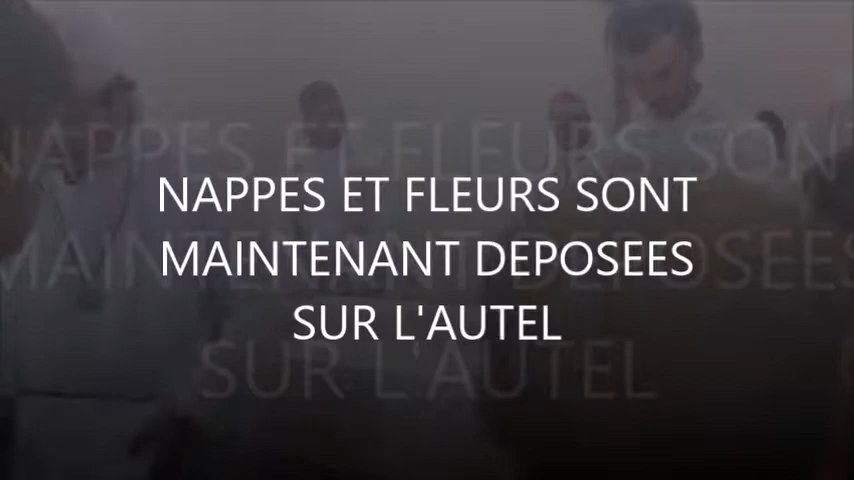 NAPPES ET FLEURS SONT
MAINTENANT DEPOSEES
SUR L'AUTEL